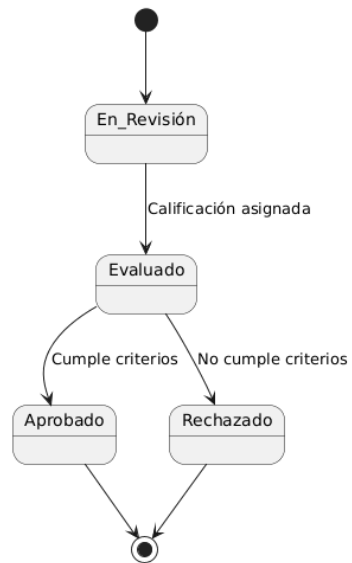 En_Revisión
Calificación asignada
Evaluado
Cumple criterios
No cumple criterios
Aprobado
Rechazado